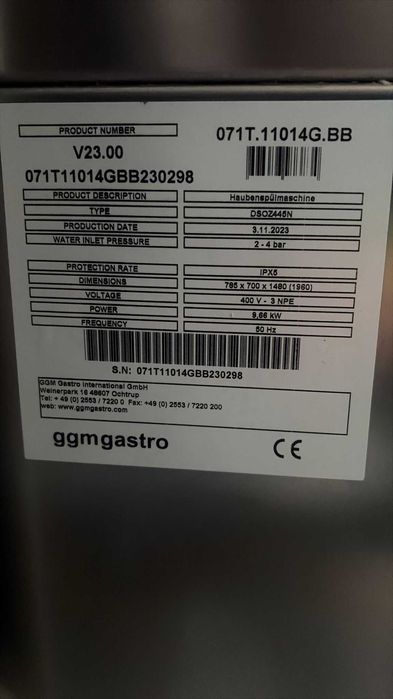 PRODUCT NUMBER 071T.11014G.BB
V23.00
071T11014GBB230298
PRODUCT DESCRIPTION Haubenspülmaschine
TYPE DSOZ445N
PRODUCTION DATE 3.11.2023
WATER INLET PRESSURE 2 - 4 bar
PROTECTION RATE IPX5
DIMENSIONS 765 x 700 x 1480 (1960)
VOLTAGE 400 V - 3 NPE
POWER 9,66 kW
FREQUENCY 50 Hz
S.N: 071T11014GBB230298
GGM Gastro International GmbH
Weinerpark 16 48607 Ochtrup
Tel: + 49 (0) 2553 / 7220 0 Fax: +49 (0) 2553 / 7220 200
web: www.ggmgastro.com
ggmgastro CE